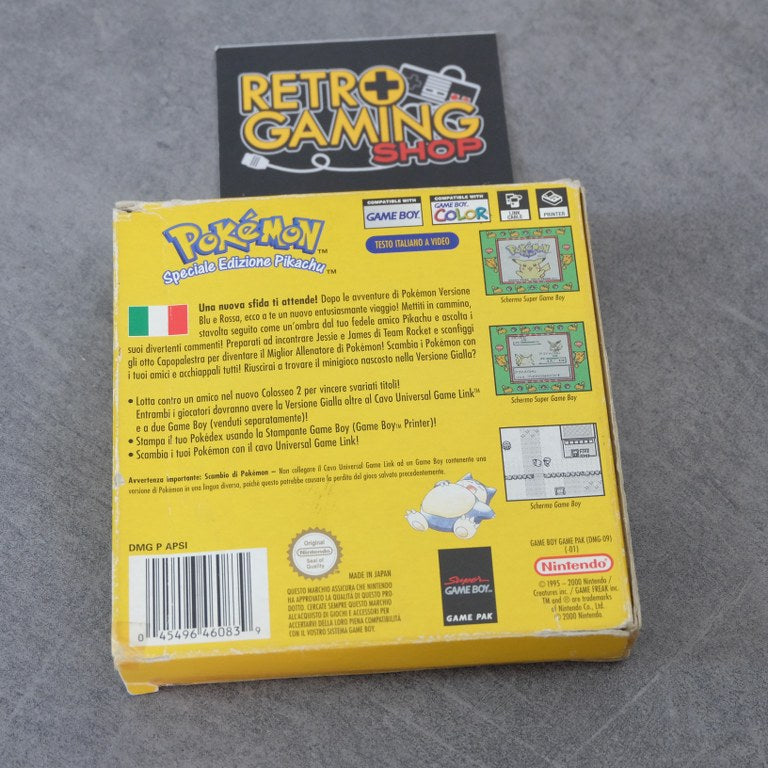 RETRO
GAMING
SHOP
POKéMON™
Speciale Edizione Pikachu™
COMPATIBLE WITH
GAME BOY.
COMPATIBLE WITH
GAME BOY.
COLOR
LINK
CABLE
PRINTER
TESTO ITALIANO A VIDEO
Una nuova sfida ti attende! Dopo le avventure di Pokémon Versione
Blu e Rossa, ecco a te un nuovo entusiasmante viaggio! Mettiti in cammino,
stavolta seguito come un'ombra dal tuo fedele amico Pikachu e ascolta i
suoi divertenti commenti! Preparati ad incontrare Jessie e James di Team Rocket e sconfiggi
gli otto Capopalestra per diventare il Miglior Allenatore di Pokémon! Scambia i Pokémon con
i tuoi amici e acchiappali tutti! Riuscirai a trovare il minigioco nascosto nella Versione Gialla?
• Lotta contro un amico nel nuovo Colosseo 2 per vincere svariati titoli!
Entrambi i giocatori dovranno avere la Versione Gialla oltre al Cavo Universal Game Link™
e a due Game Boy (venduti separatamente)!
• Stampa il tuo Pokédex usando la Stampante Game Boy (Game Boy™ Printer)!
• Scambia i tuoi Pokémon con il cavo Universal Game Link!
Avvertenza importante: Scambio di Pokémon – Non collegare il Cavo Universal Game Link ad un Game Boy contenente una
versione di Pokémon in una lingua diversa, poiché questo potrebbe causare la perdita del gioco salvato precedentemente.
Schermo Super Game Boy
Schermo Super Game Boy
Schermo Game Boy
DMG P APSI
0 45496 46083 9
Original
Nintendo
Seal of
Quality
MADE IN JAPAN
QUESTO MARCHIO ASSICURA CHE NINTENDO
HA APPROVATO LA QUALITÀ DI QUESTO PRO-
DOTTO. CERCATE SEMPRE QUESTO MARCHIO
ALL'ACQUISTO DI GIOCHI E ACCESSORI PER
ACCERTARVI DELLA LORO PIENA COMPATIBILITÀ
CON IL VOSTRO SISTEMA GAME BOY.
Super
GAME BOY™
GAME PAK
GAME BOY GAME PAK (DMG-09)
(-01)
Nintendo®
© 1995 – 2000 Nintendo /
Creatures inc. / GAME FREAK inc.
TM and ® are trademarks
of Nintendo Co., Ltd.
© 2000 Nintendo